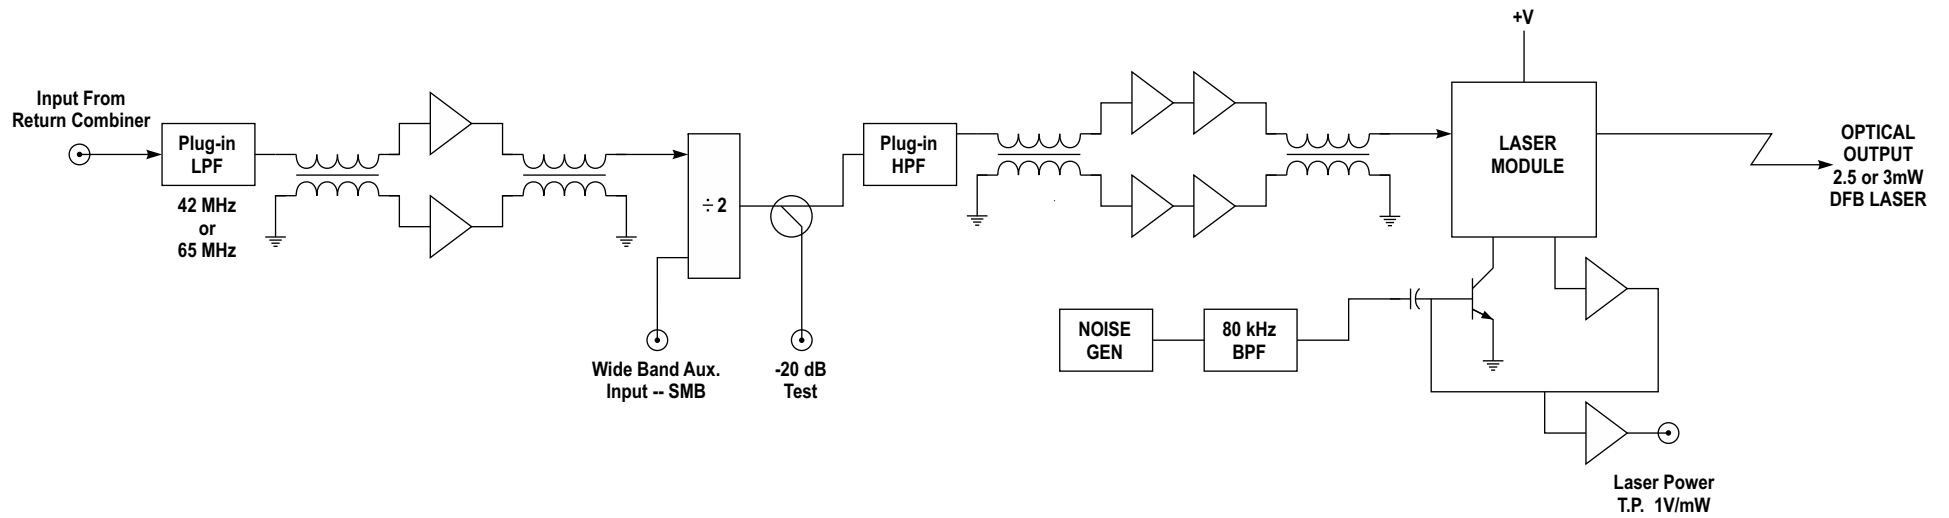 +V
Input From
Return Combiner
Plug-in
LPF
42 MHz
or
65 MHz
÷ 2
Wide Band Aux.
Input -- SMB
-20 dB
Test
Plug-in
HPF
LASER
MODULE
OPTICAL
OUTPUT
2.5 or 3mW
DFB LASER
NOISE
GEN
80 kHz
BPF
Laser Power
T.P. 1V/mW